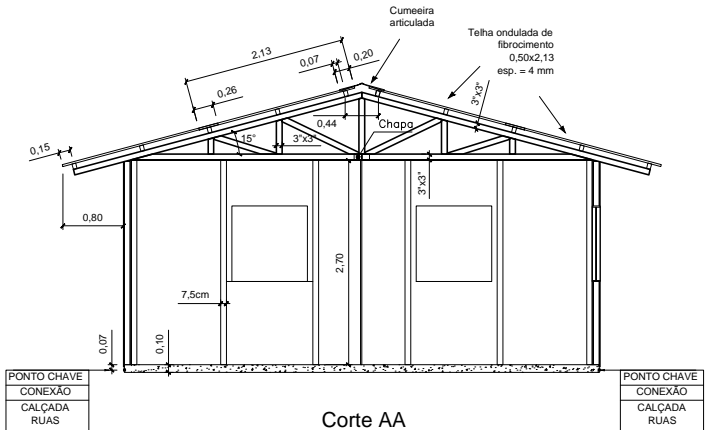 Cumeeira
articulada
Telha ondulada de
fibrocimento
0,50x2,13
esp. = 4 mm
2,13
0,07
0,20
0,26
3"x3"
0,44
Chapa
15°
3"x3"
0,15
3"x3"
0,80
2,70
7,5cm
0,07
0,10
PONTO CHAVE
CONEXÃO
CALÇADA
RUAS
Corte AA
PONTO CHAVE
CONEXÃO
CALÇADA
RUAS